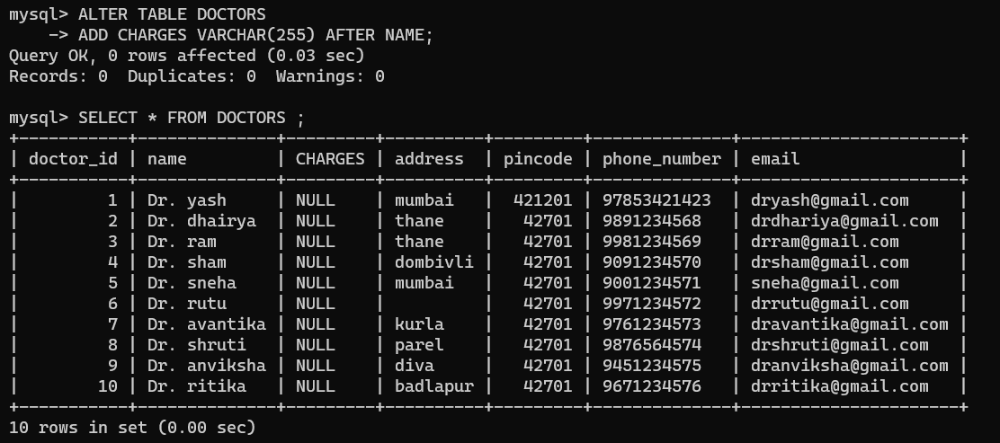 mysql> ALTER TABLE DOCTORS
    -> ADD CHARGES VARCHAR(255) AFTER NAME;
Query OK, 0 rows affected (0.03 sec)
Records: 0  Duplicates: 0  Warnings: 0

mysql> SELECT * FROM DOCTORS ;
+-----------+--------------+---------+----------+---------+--------------+----------------------+
| doctor_id | name         | CHARGES | address  | pincode | phone_number | email                |
+-----------+--------------+---------+----------+---------+--------------+----------------------+
|         1 | Dr. yash     | NULL    | mumbai   |  421201 | 97853421423  | dryash@gmail.com     |
|         2 | Dr. dhairya  | NULL    | thane    |   42701 | 9891234568   | drdhariya@gmail.com  |
|         3 | Dr. ram      | NULL    | thane    |   42701 | 9981234569   | drram@gmail.com      |
|         4 | Dr. sham     | NULL    | dombivli |   42701 | 9091234570   | drsham@gmail.com     |
|         5 | Dr. sneha    | NULL    | mumbai   |   42701 | 9001234571   | sneha@gmail.com      |
|         6 | Dr. rutu     | NULL    |          |   42701 | 9971234572   | drrutu@gmail.com     |
|         7 | Dr. avantika | NULL    | kurla    |   42701 | 9761234573   | dravantika@gmail.com |
|         8 | Dr. shruti   | NULL    | parel    |   42701 | 9876564574   | drshruti@gmail.com   |
|         9 | Dr. anviksha | NULL    | diva     |   42701 | 9451234575   | dranviksha@gmail.com |
|        10 | Dr. ritika   | NULL    | badlapur |   42701 | 9671234576   | drritika@gmail.com   |
+-----------+--------------+---------+----------+---------+--------------+----------------------+
10 rows in set (0.00 sec)